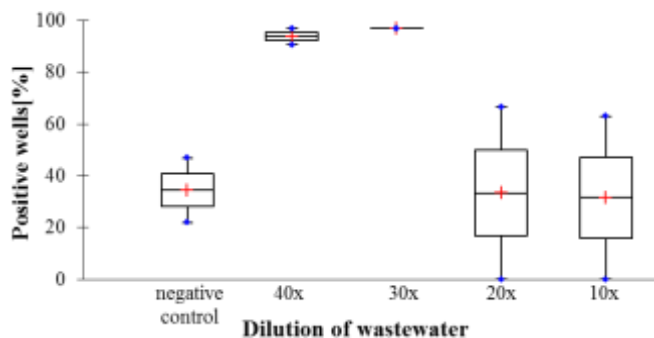 Positive wells[%]
100
80
60
40
20
0
negative
control
40x
30x
20x
10x
Dilution of wastewater